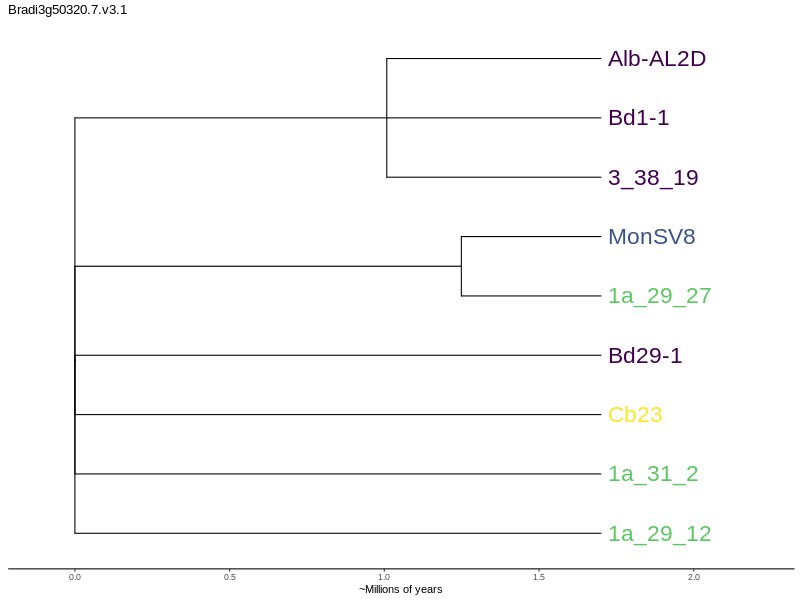 Bradi3g50320.7.v3.1
Alb-AL2D
Bd1-1
3_38_19
MonSV8
1a_29_27
Bd29-1
Cb23
1a_31_2
1a_29_12
0.0 0.5 1.0 1.5 2.0
~Millions of years